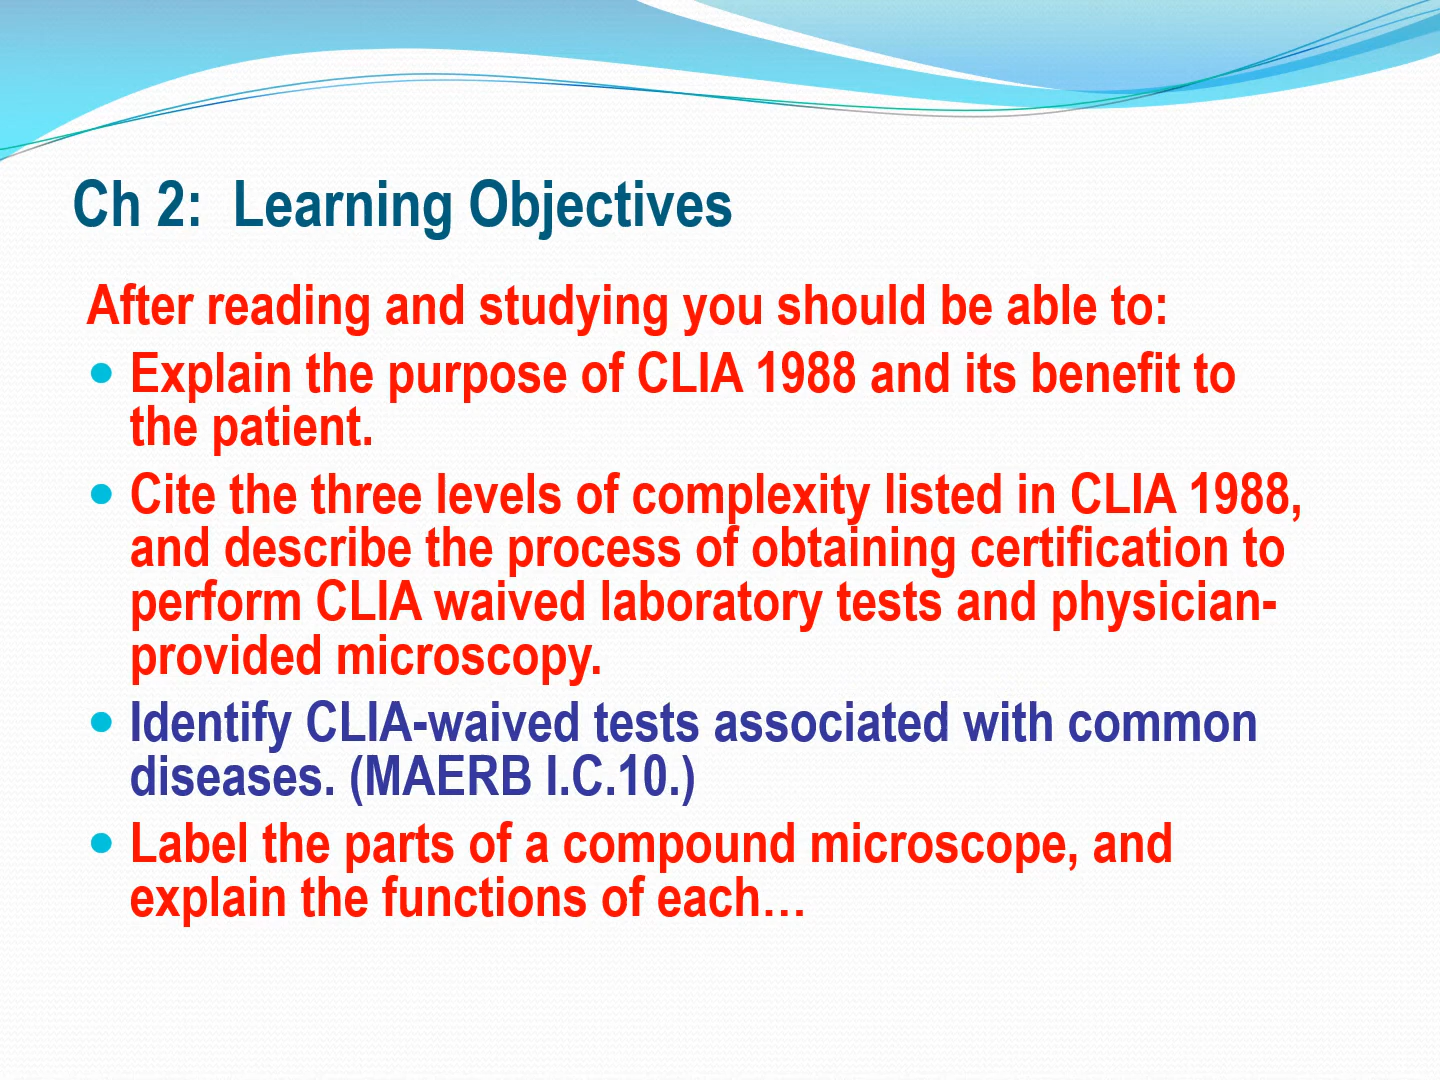 Ch 2:  Learning Objectives
After reading and studying you should be able to:
• Explain the purpose of CLIA 1988 and its benefit to
the patient.
• Cite the three levels of complexity listed in CLIA 1988,
and describe the process of obtaining certification to
perform CLIA waived laboratory tests and physician-
provided microscopy.
• Identify CLIA-waived tests associated with common
diseases. (MAERB I.C.10.)
• Label the parts of a compound microscope, and
explain the functions of each…